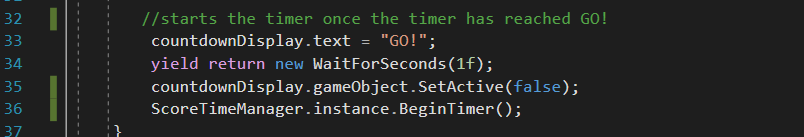 32 //starts the timer once the timer has reached GO!
33 countdownDisplay.text = "GO!";
34 yield return new WaitForSeconds(1f);
35 countdownDisplay.gameObject.SetActive(false);
36 ScoreTimeManager.instance.BeginTimer();
37 }